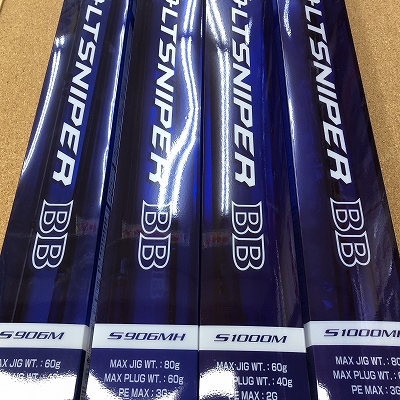 LTSNIPER BB
S906M
MAX JIG WT. : 60g
LTSNIPER BB
S906MH
MAX JIG WT. : 80g
MAX PLUG WT. : 60g
PE MAX : 3G
LTSNIPER BB
S1000M
MAX JIG WT. : 60g
MAX PLUG WT. : 40g
PE MAX : 2G
LTSNIPER BB
S1000MH
MAX JIG WT. : 80
MAX PLUG WT. : 60
PE MAX : 3G